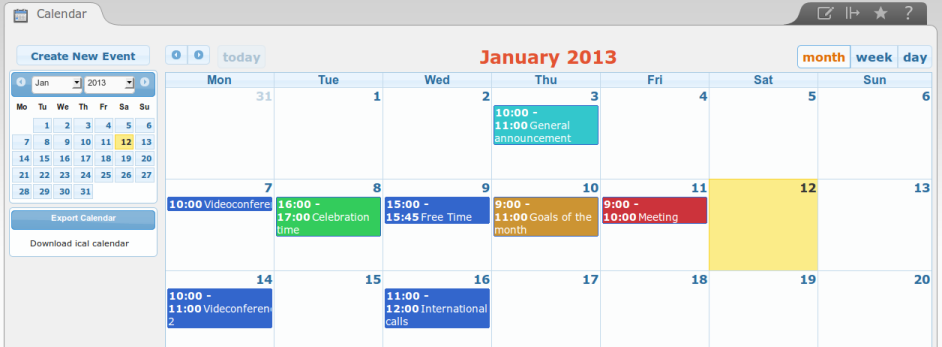 Calendar
?
Create New Event
Jan 2013
Mo Tu We Th Fr Sa Su
1 2 3 4 5 6
7 8 9 10 11 12 13
14 15 16 17 18 19 20
21 22 23 24 25 26 27
28 29 30 31
Export Calendar
Download ical calendar
today
January 2013
month week day
Mon Tue Wed Thu Fri Sat Sun
31 1 2 3 4 5 6
10:00 -
11:00 General
announcement
7 8 9 10 11 12 13
10:00 Videoconfere
16:00 -
17:00 Celebration
time
15:00 -
15:45 Free Time
9:00 -
11:00 Goals of the
month
9:00 -
10:00 Meeting
14 15 16 17 18 19 20
10:00 -
11:00 Videconferenc
2
11:00 -
12:00 International
calls